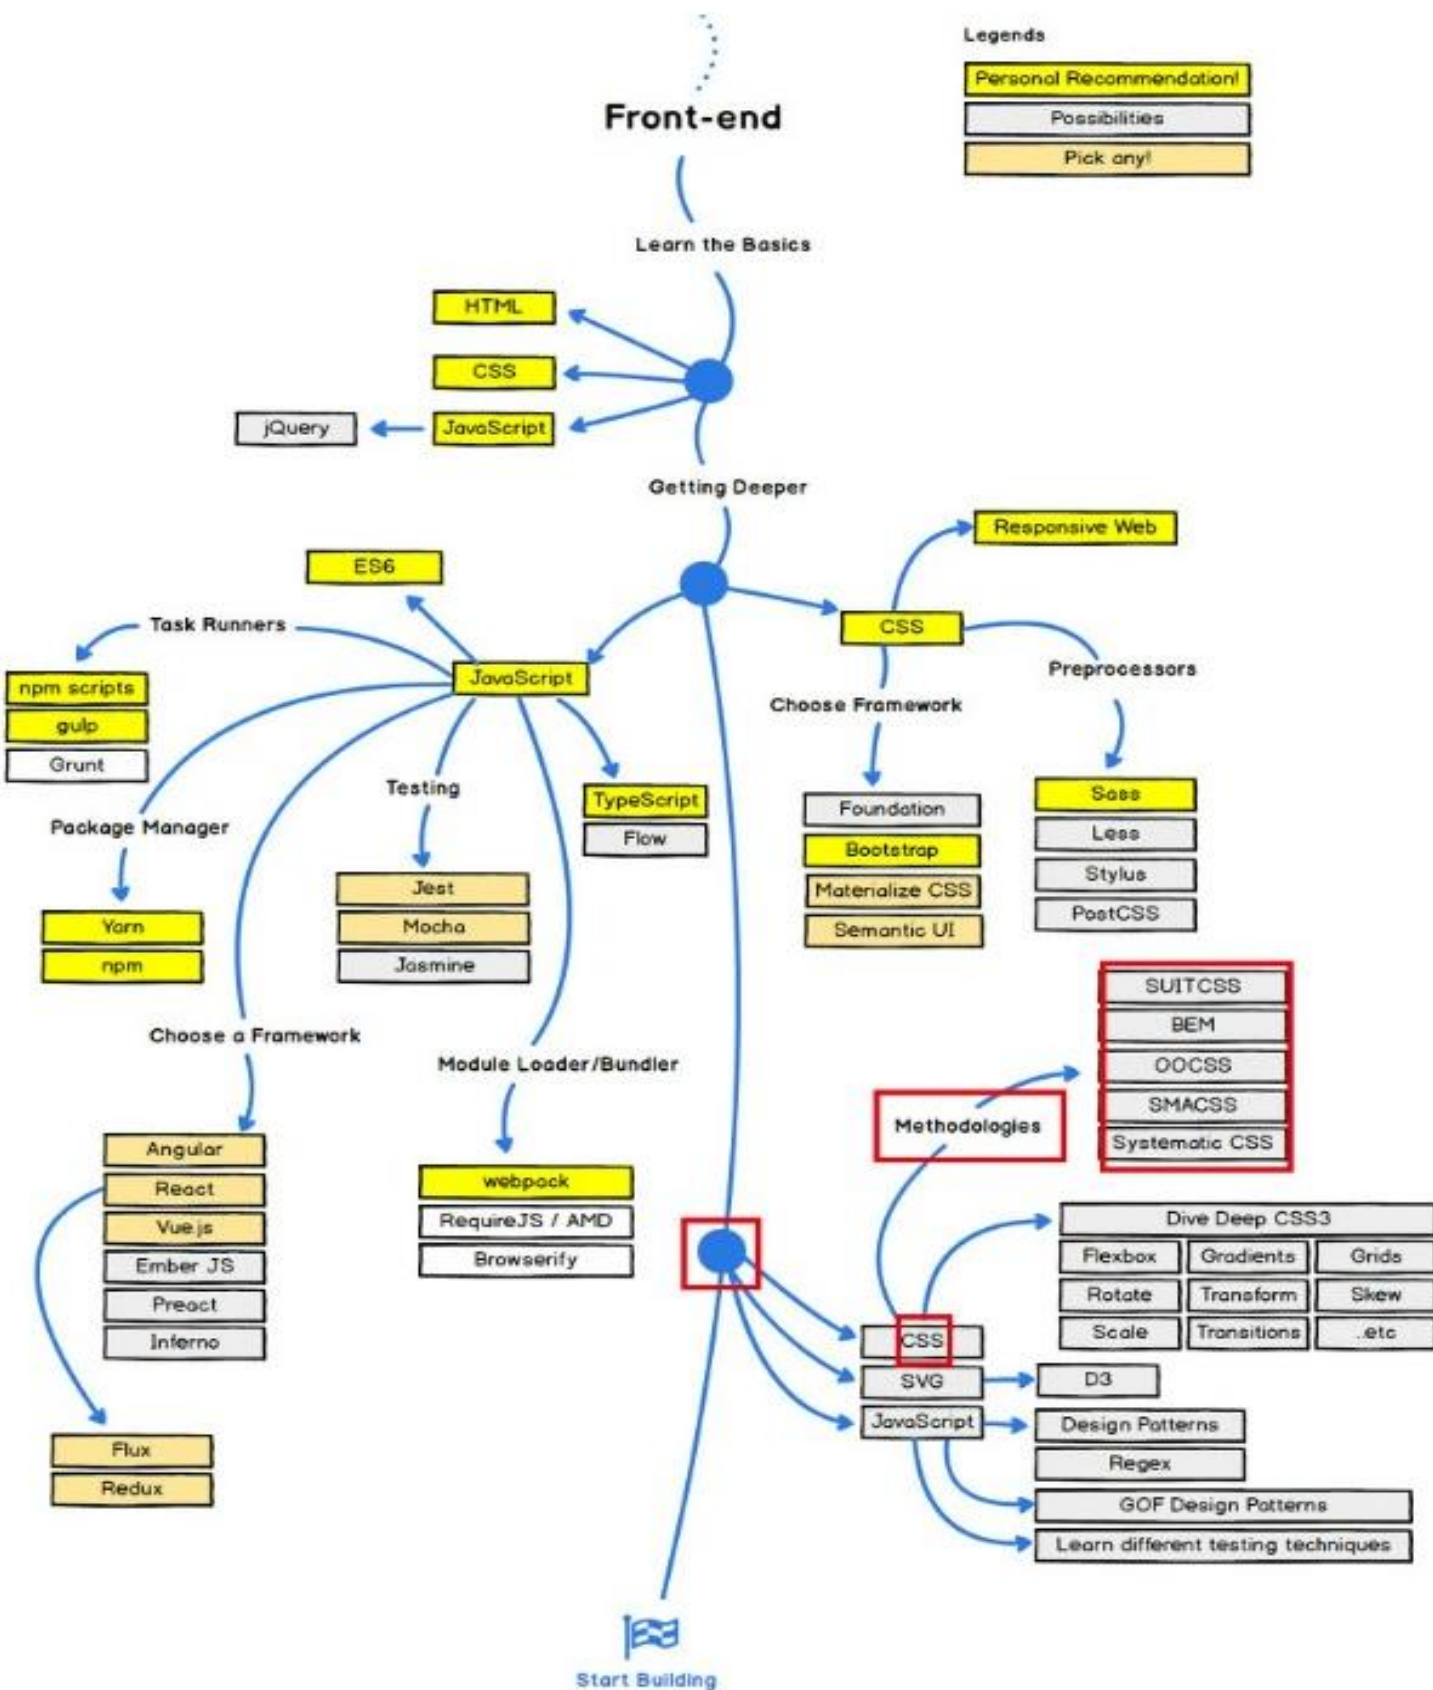 Legends
Personal Recommendation!
Possibilities
Pick any!
Front-end
Learn the Basics
HTML
CSS
jQuery
JavaScript
Getting Deeper
Responsive Web
ES6
Task Runners
CSS
npm scripts
gulp
Grunt
JavaScript
Preprocessors
Choose Framework
Testing
TypeScript
Flow
Foundation
Bootstrap
Materialize CSS
Semantic UI
Sass
Less
Stylus
PostCSS
Package Manager
Yarn
npm
Jest
Mocha
Jasmine
Choose a Framework
Module Loader/Bundler
SUITCSS
BEM
OOCSS
SMACSS
Systematic CSS
Methodologies
Angular
React
Vue.js
Ember JS
Preact
Inferno
webpack
RequireJS / AMD
Browserify
Dive Deep CSS3
Flexbox Gradients Grids
Rotate Transform Skew
Scale Transitions ..etc
CSS
SVG
D3
JavaScript
Design Patterns
Regex
GOF Design Patterns
Learn different testing techniques
Flux
Redux
Start Building